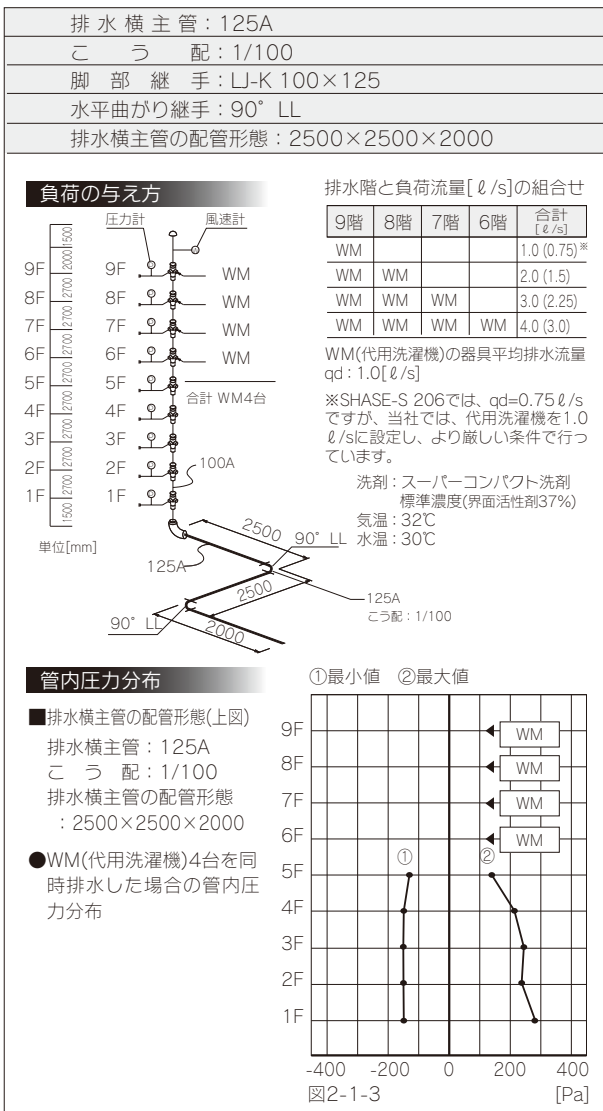 排水横主管：125A
こう配：1/100
脚部継手：LJ-K 100×125
水平曲がり継手：90°LL
排水横主管の配管形態：2500×2500×2000
負荷の与え方
圧力計
風速計
1500
2000
2700
2700
2700
2700
2700
2700
2700
2700
1500
9F
8F
7F
6F
5F
4F
3F
2F
1F
単位[mm]
9F
8F
7F
6F
5F
4F
3F
2F
1F
WM
WM
WM
WM
合計 WM4台
100A
125A
2500
90°LL
2500
125A
こう配：1/100
90°LL
2000
排水階と負荷流量[ℓ/s]の組合せ
9階 8階 7階 6階 合計[ℓ/s]
WM 1.0 (0.75)※
WM WM 2.0 (1.5)
WM WM WM 3.0 (2.25)
WM WM WM WM 4.0 (3.0)
WM(代用洗濯機)の器具平均排水流量
qd：1.0[ℓ/s]
※SHASE-S 206では、qd=0.75ℓ/s
ですが、当社では、代用洗濯機を1.0
ℓ/sに設定し、より厳しい条件で行っ
ています。
洗剤：スーパーコンパクト洗剤
標準濃度(界面活性剤37%)
気温：32℃
水温：30℃
管内圧力分布
■排水横主管の配管形態(上図)
排水横主管：125A
こう配：1/100
排水横主管の配管形態
：2500×2500×2000
●WM(代用洗濯機)4台を同
時排水した場合の管内圧
力分布
①最小値 ②最大値
9F
8F
7F
6F
5F
4F
3F
2F
1F
WM
WM
WM
WM
①
②
-400 -200 0 200 400
図2-1-3 [Pa]